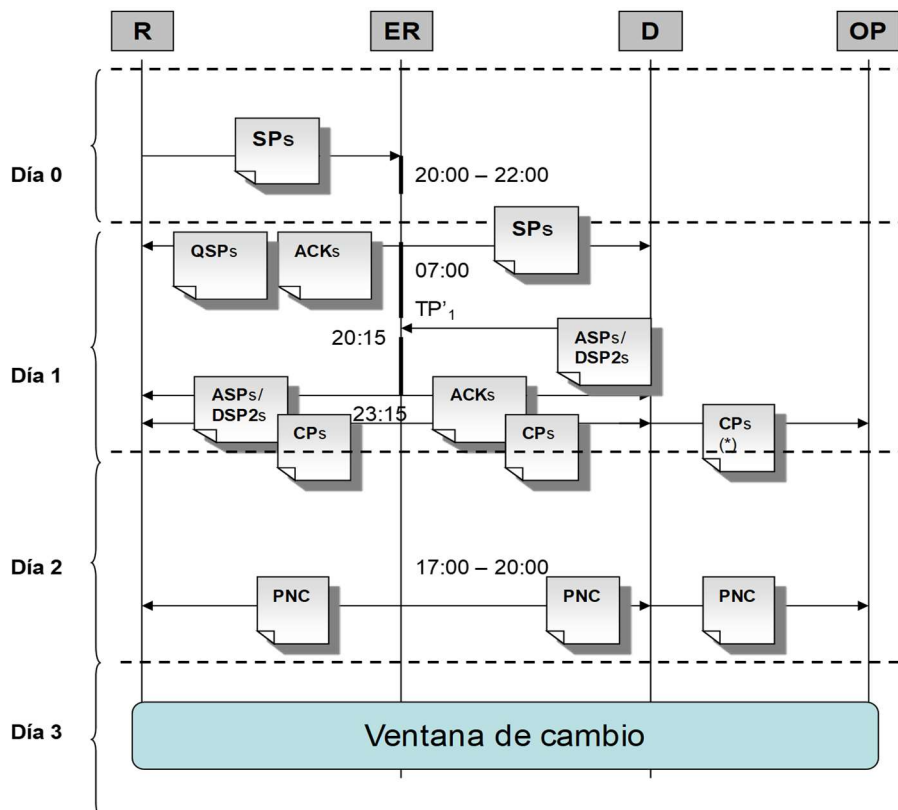 R
ER
D
OP
Día 0
SPs
20:00 – 22:00
Día 1
QSPs
ACKs
SPs
07:00
TP'1
20:15
ASPs/
DSP2s
ASPs/
DSP2s
23:15
ACKs
CPs
CPs
CPs
(*)
Día 2
17:00 – 20:00
PNC
PNC
PNC
Día 3
Ventana de cambio